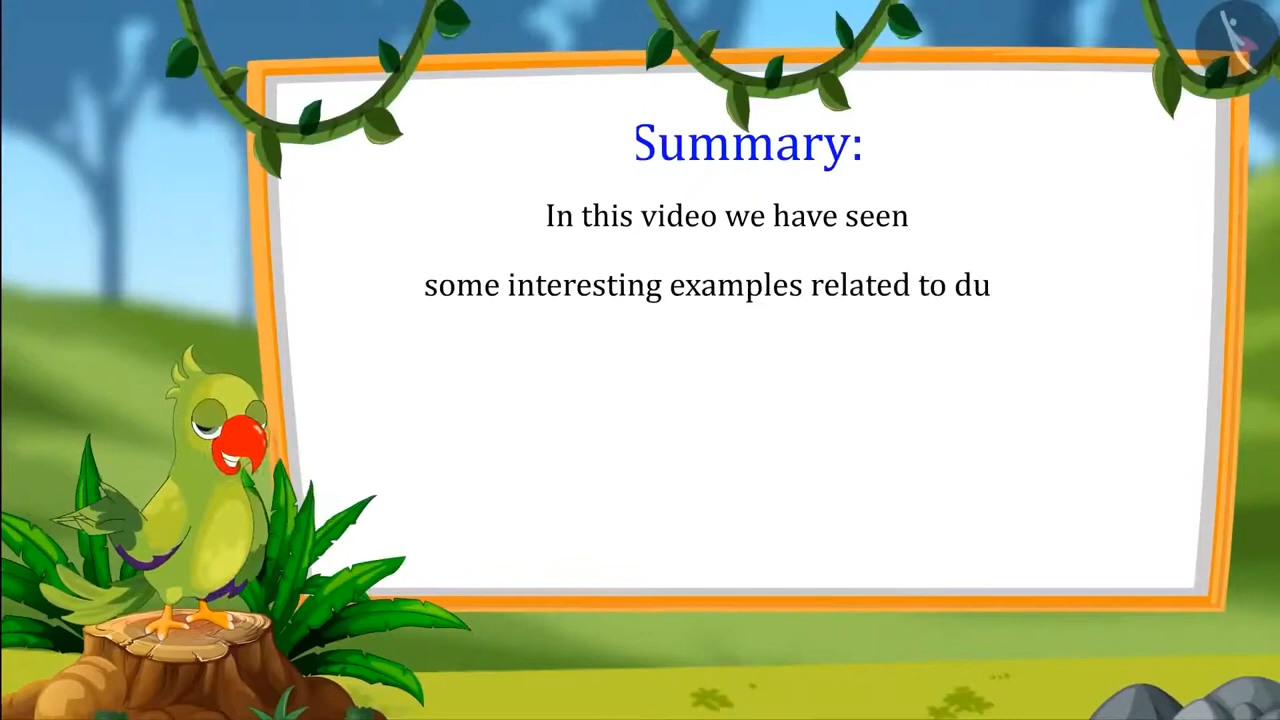 Summary:
In this video we have seen
some interesting examples related to du